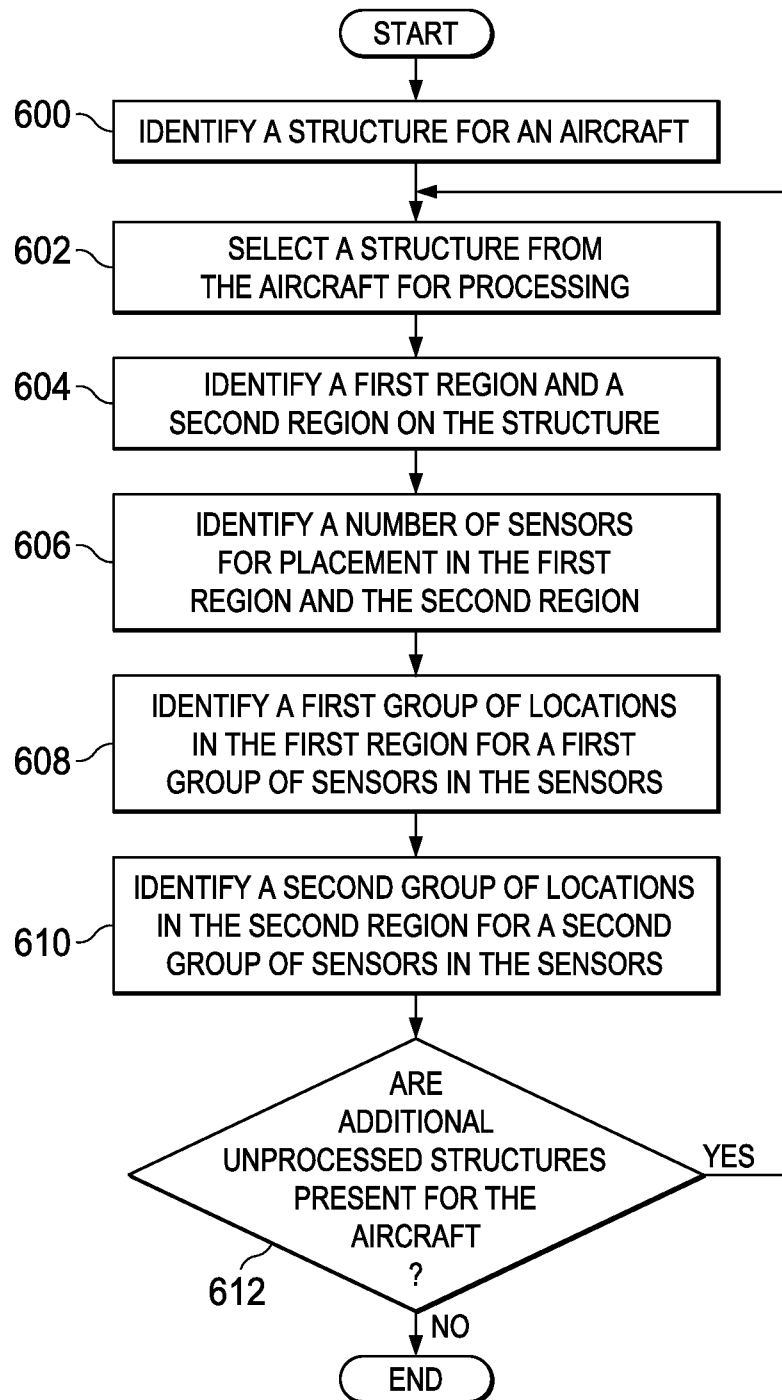 START
600
IDENTIFY A STRUCTURE FOR AN AIRCRAFT
602
SELECT A STRUCTURE FROM
THE AIRCRAFT FOR PROCESSING
604
IDENTIFY A FIRST REGION AND A
SECOND REGION ON THE STRUCTURE
606
IDENTIFY A NUMBER OF SENSORS
FOR PLACEMENT IN THE FIRST
REGION AND THE SECOND REGION
608
IDENTIFY A FIRST GROUP OF LOCATIONS
IN THE FIRST REGION FOR A FIRST
GROUP OF SENSORS IN THE SENSORS
610
IDENTIFY A SECOND GROUP OF LOCATIONS
IN THE SECOND REGION FOR A SECOND
GROUP OF SENSORS IN THE SENSORS
ARE
ADDITIONAL
UNPROCESSED STRUCTURES
PRESENT FOR THE
AIRCRAFT
?
YES
612
NO
END